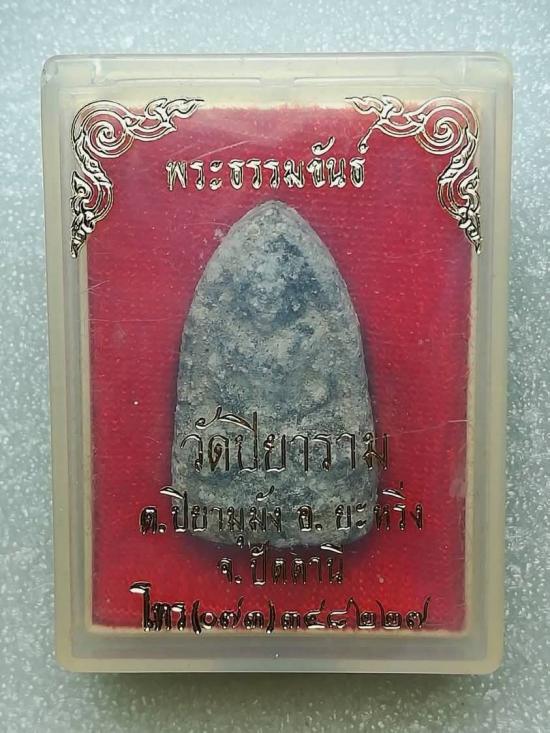 พระธรรมขันธ์
วัดปิยาราม
ต.ปิยามุมัง อ. ยะหริ่ง
จ.ปัตตานี
โทร(๐๗๓)๓๔๘๒๒๗